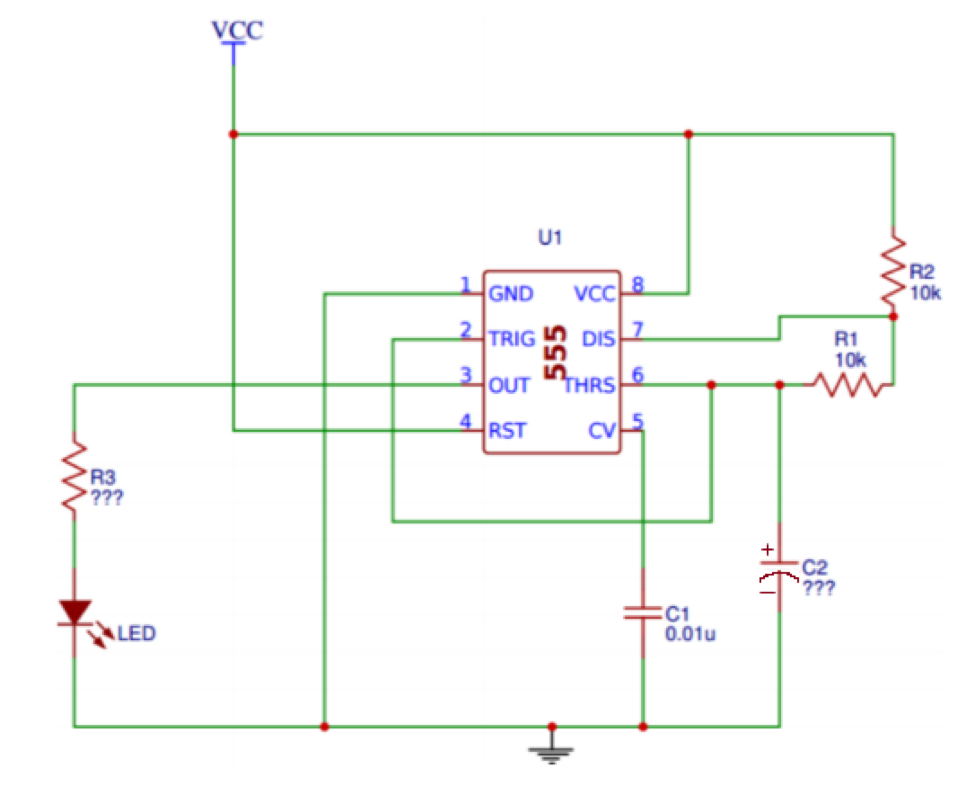 VCC
U1
1 GND VCC 8
2 TRIG DIS 7
3 OUT THRS 6
4 RST CV 5
555
R2
10k
R1
10k
R3
???
+
C2
???
–
LED
C1
0.01u